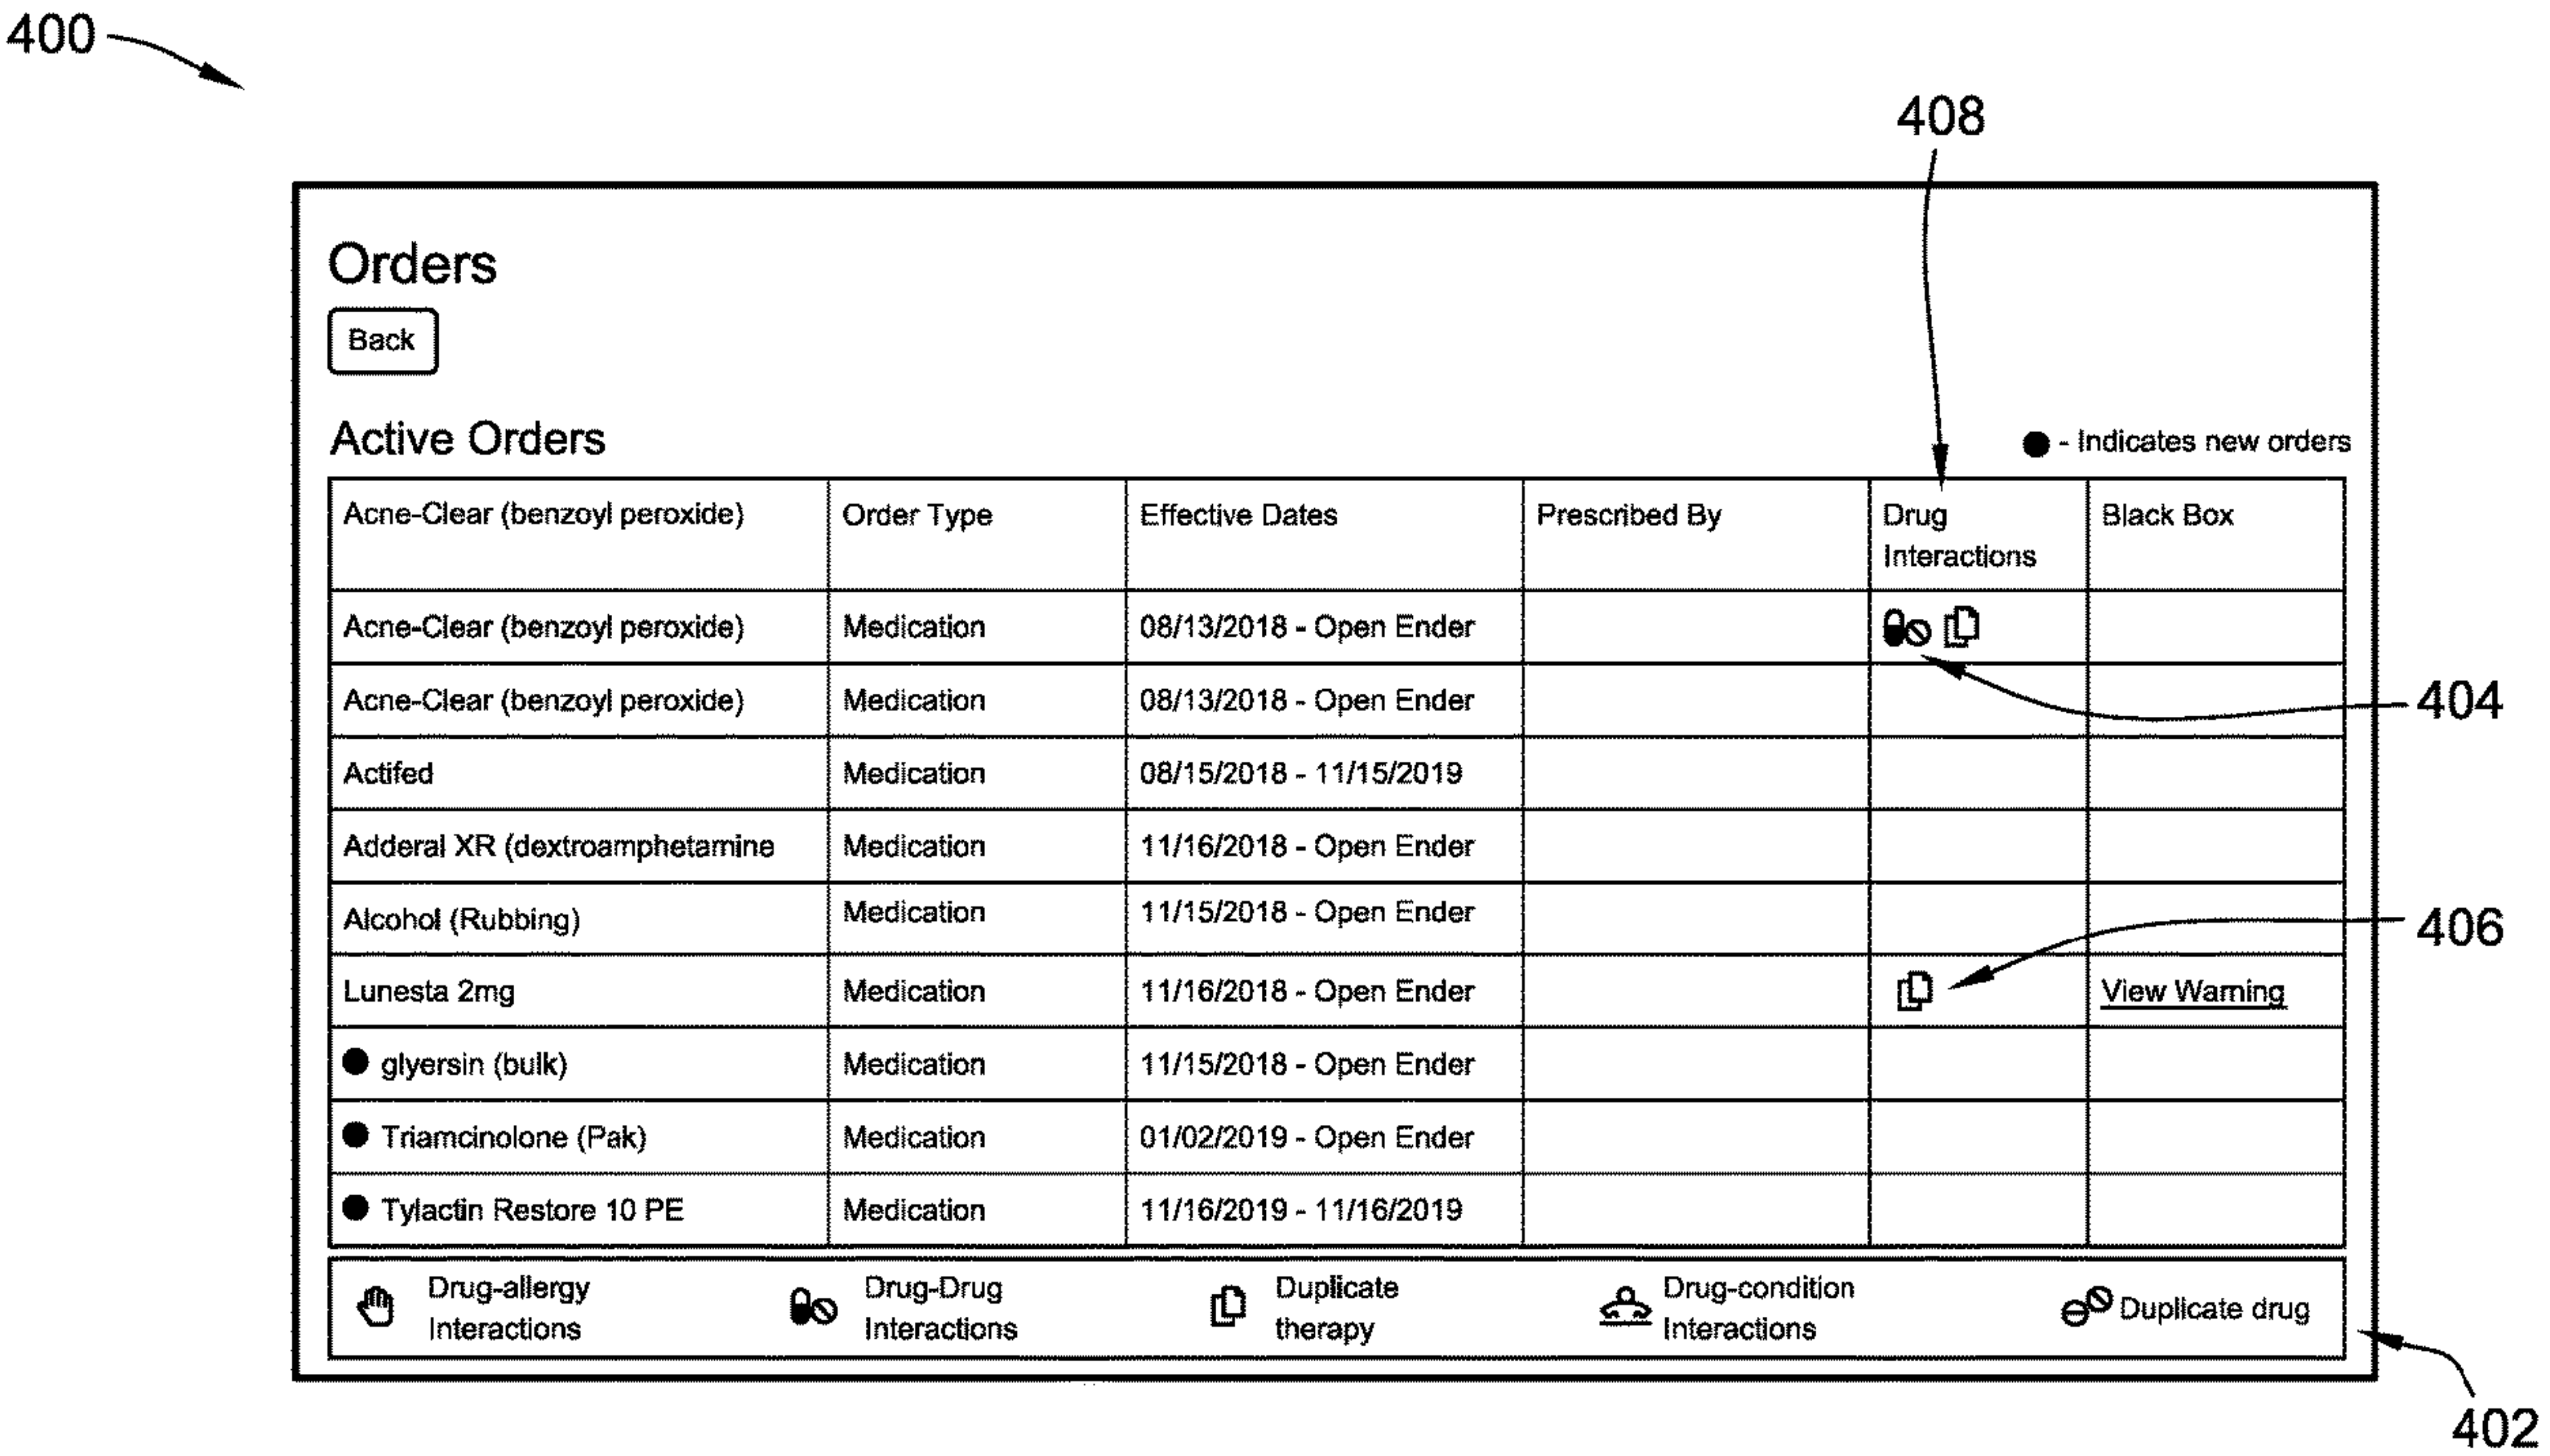 400
408
Orders
Back
Active Orders
- Indicates new orders
Acne-Clear (benzoyl peroxide) Order Type Effective Dates Prescribed By Drug Interactions Black Box
Acne-Clear (benzoyl peroxide) Medication 08/13/2018 - Open Ender
Acne-Clear (benzoyl peroxide) Medication 08/13/2018 - Open Ender
404
Actifed Medication 08/15/2018 - 11/15/2019
Adderal XR (dextroamphetamine Medication 11/16/2018 - Open Ender
Alcohol (Rubbing) Medication 11/15/2018 - Open Ender
406
Lunesta 2mg Medication 11/16/2018 - Open Ender View Warning
glyersin (bulk) Medication 11/15/2018 - Open Ender
Triamcinolone (Pak) Medication 01/02/2019 - Open Ender
Tylactin Restore 10 PE Medication 11/16/2019 - 11/16/2019
Drug-allergy Interactions Drug-Drug Interactions Duplicate therapy Drug-condition Interactions Duplicate drug
402